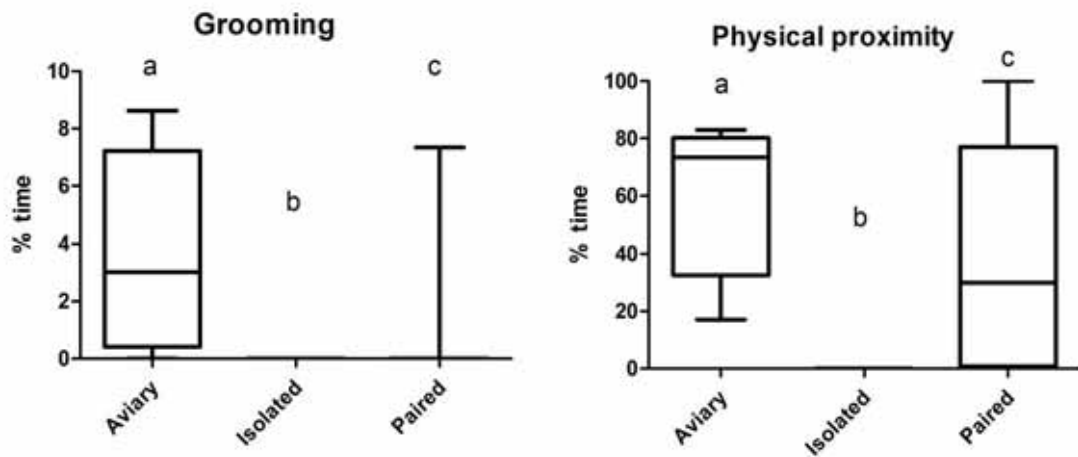 Grooming
a
c
10
8
6
b
4
2
0
% time
Aviary
Isolated
Paired
Physical proximity
c
a
100
80
60
b
40
20
0
% time
Aviary
Isolated
Paired